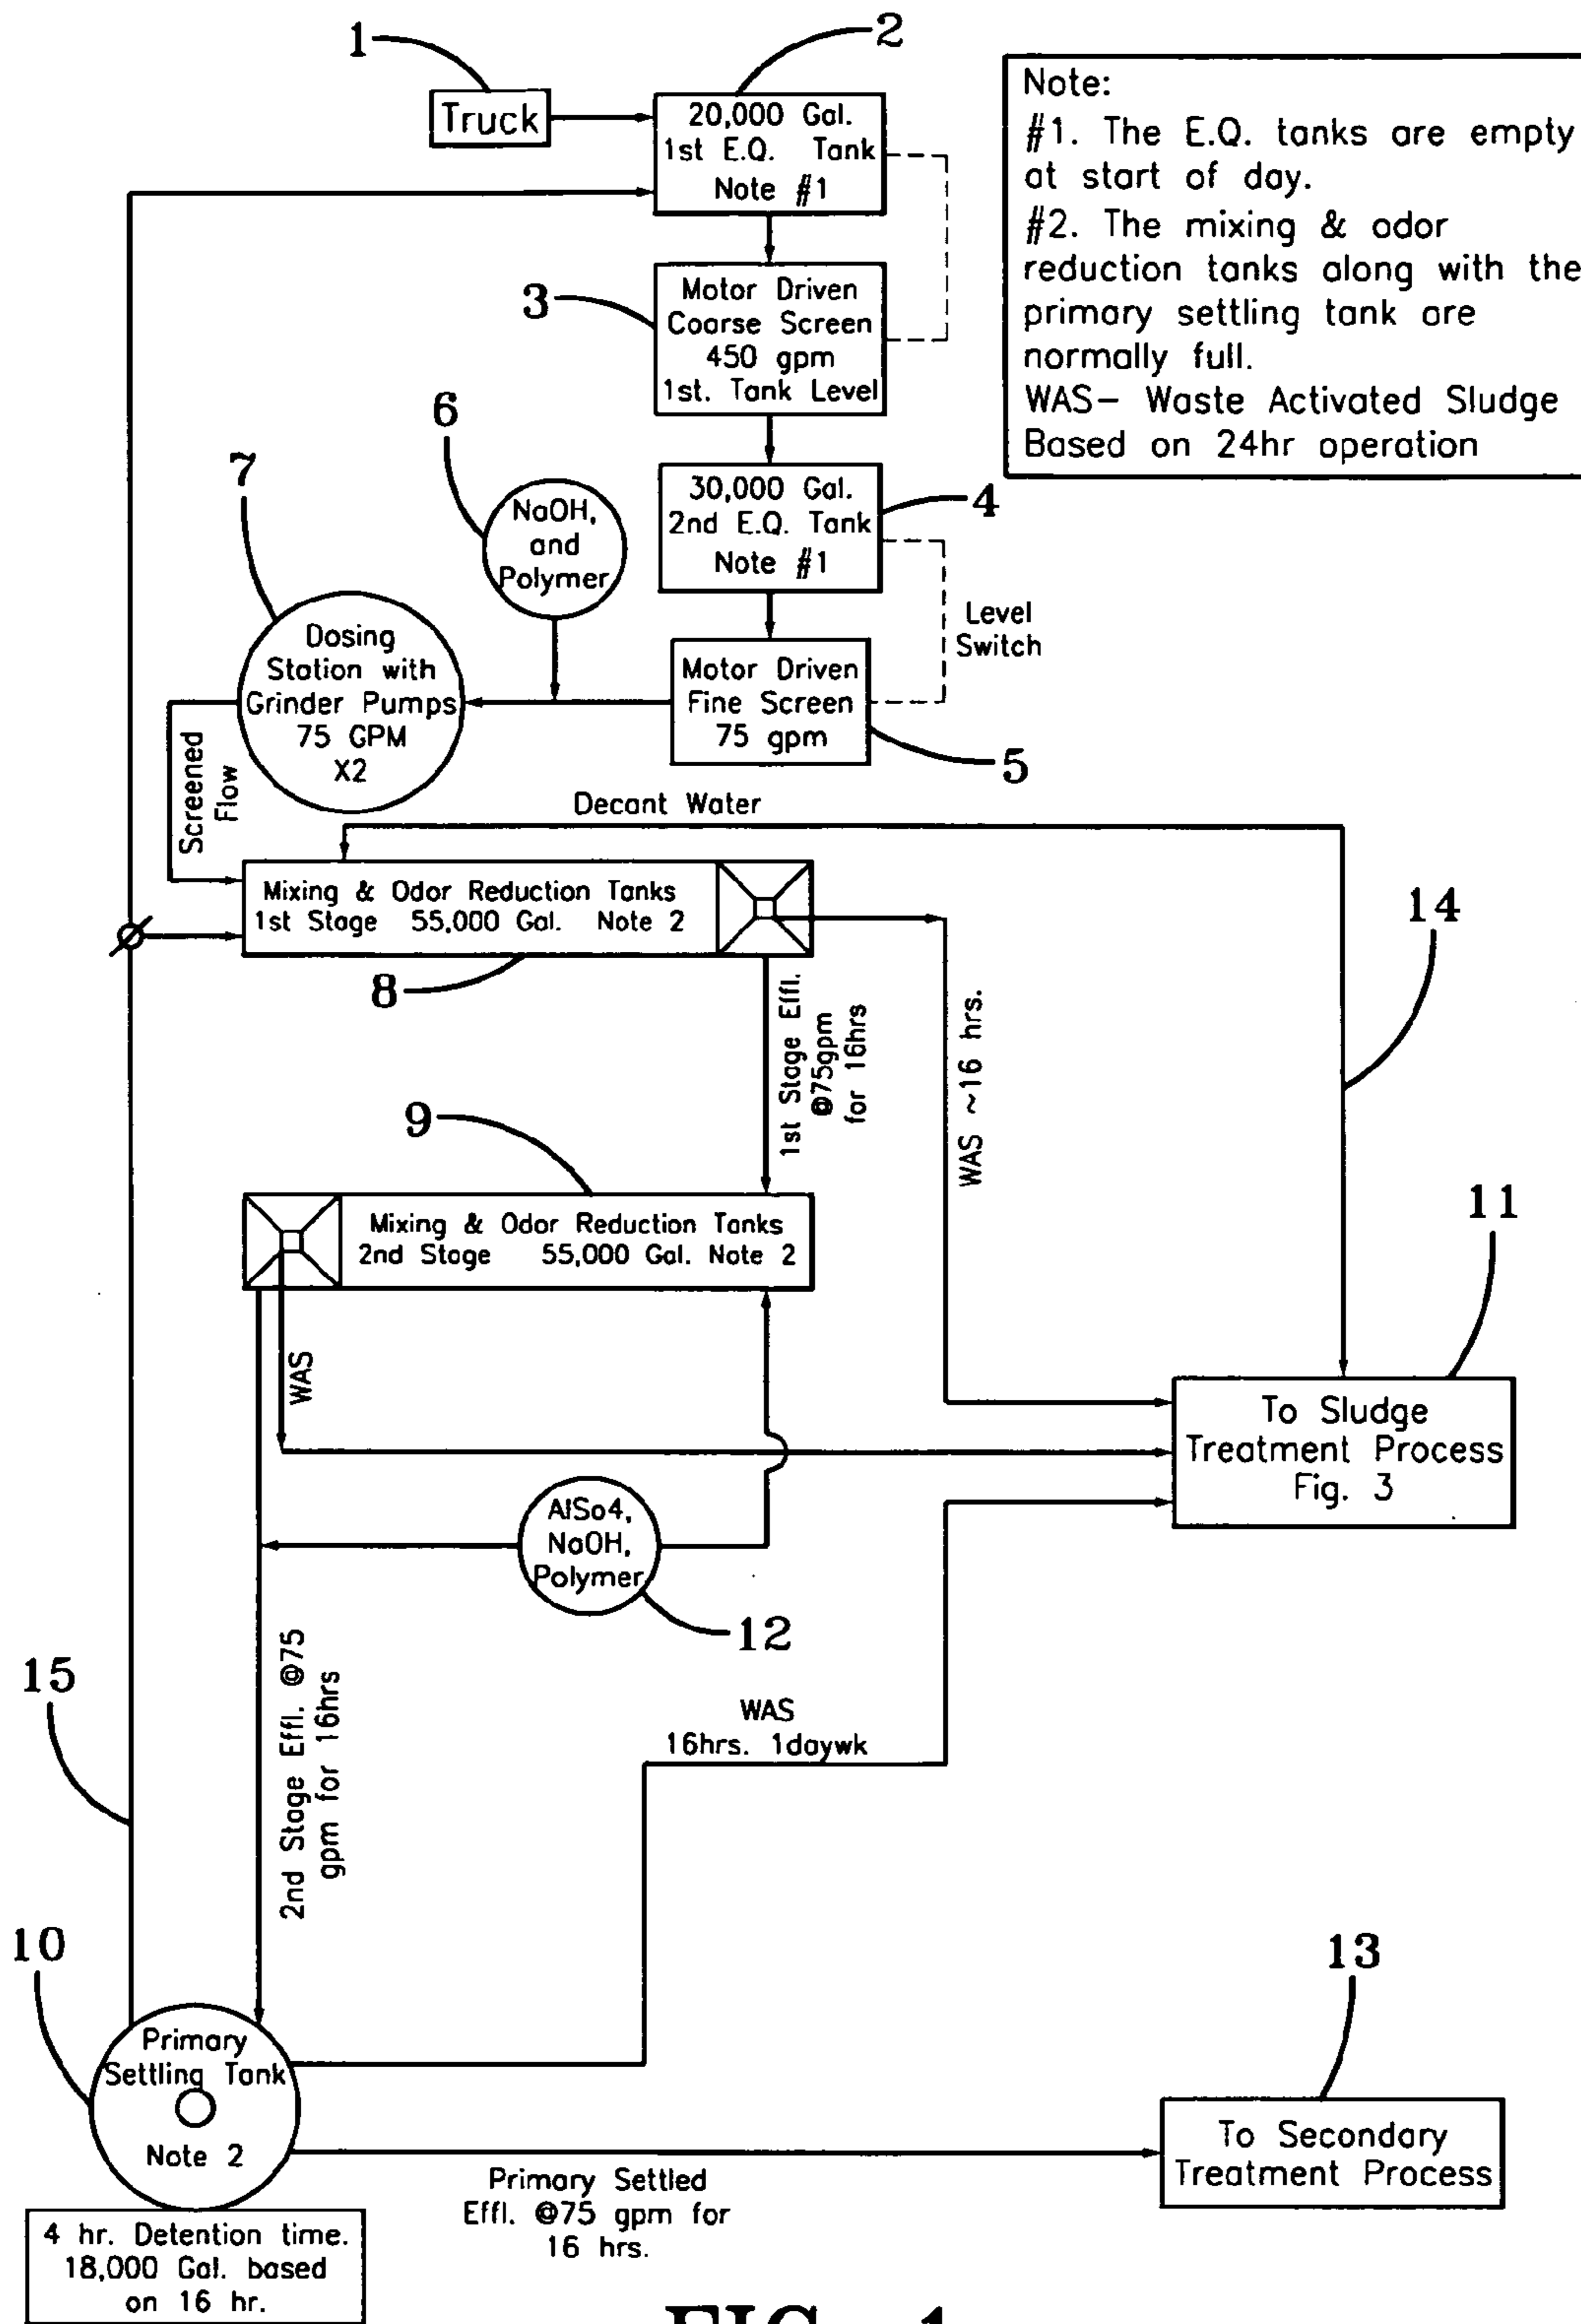 1
2
Truck
20,000 Gal.
1st E.Q. Tank
Note #1
Note:
#1. The E.Q. tanks are empty
at start of day.
#2. The mixing & odor
reduction tanks along with the
primary settling tank are
normally full.
WAS- Waste Activated Sludge
Based on 24hr operation
3
Motor Driven
Coarse Screen
450 gpm
1st. Tank Level
6
7
NaOH,
and
Polymer
30,000 Gal.
2nd E.Q. Tank
Note #1
4
Level
Switch
Dosing
Station with
Grinder Pumps
75 GPM
X2
Motor Driven
Fine Screen
75 gpm
5
Screened
Flow
Decant Water
Mixing & Odor Reduction Tanks
1st Stage 55,000 Gal. Note 2
8
14
1st Stage Effl.
@75gpm
for 16hrs
WAS ~16 hrs.
9
Mixing & Odor Reduction Tanks
2nd Stage 55,000 Gal. Note 2
11
WAS
To Sludge
Treatment Process
Fig. 3
AlSo4,
NaOH,
Polymer
12
15
2nd Stage Effl. @75
gpm for 16hrs
WAS
16hrs. 1daywk
10
Primary
Settling Tank
Note 2
13
To Secondary
Treatment Process
Primary Settled
Effl. @75 gpm for
16 hrs.
4 hr. Detention time.
18,000 Gal. based
on 16 hr.
FIG. 1